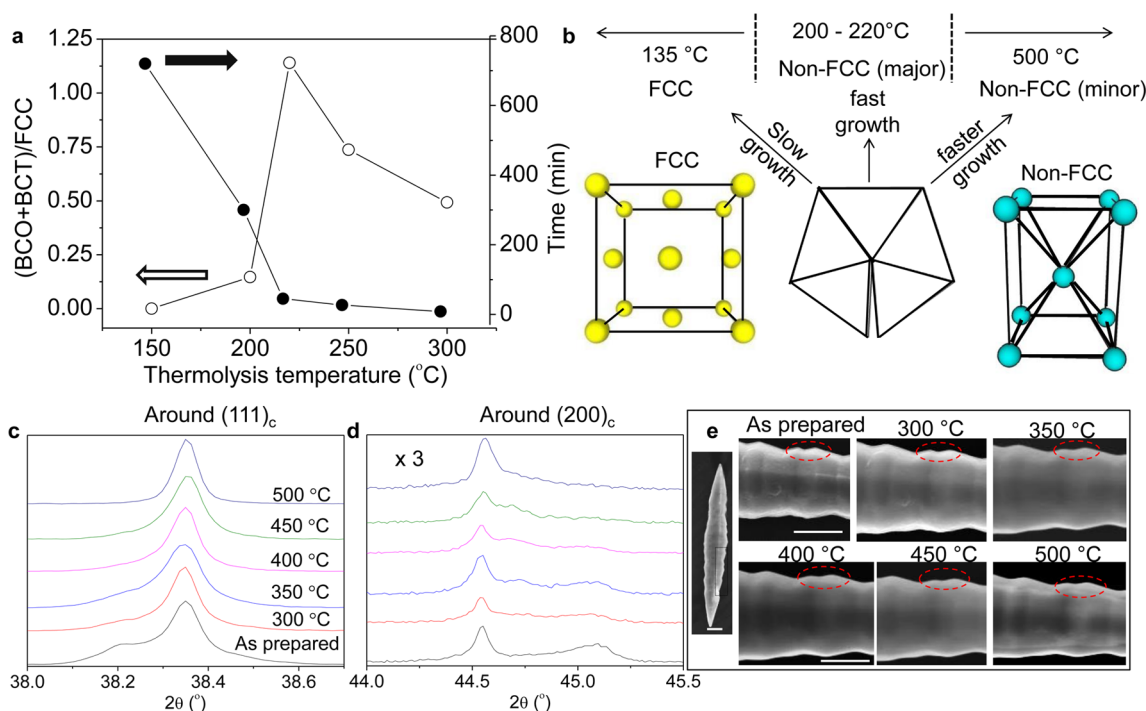 a
1.25
1.00
0.75
0.50
0.25
0.00
(BCO+BCT)/FCC
800
600
400
200
0
Time (min)
150
200
250
300
Thermolysis temperature (°C)
b
135 °C
FCC
200 - 220°C
Non-FCC (major)
500 °C
Non-FCC (minor)
Slow
growth
fast
growth
faster
growth
FCC
Non-FCC
c
Around (111)c
500 °C
450 °C
400 °C
350 °C
300 °C
As prepared
38.0
38.2
38.4
38.6
2θ (°)
d
Around (200)c
x 3
44.0
44.5
45.0
45.5
2θ (°)
e
As prepared
300 °C
350 °C
400 °C
450 °C
500 °C